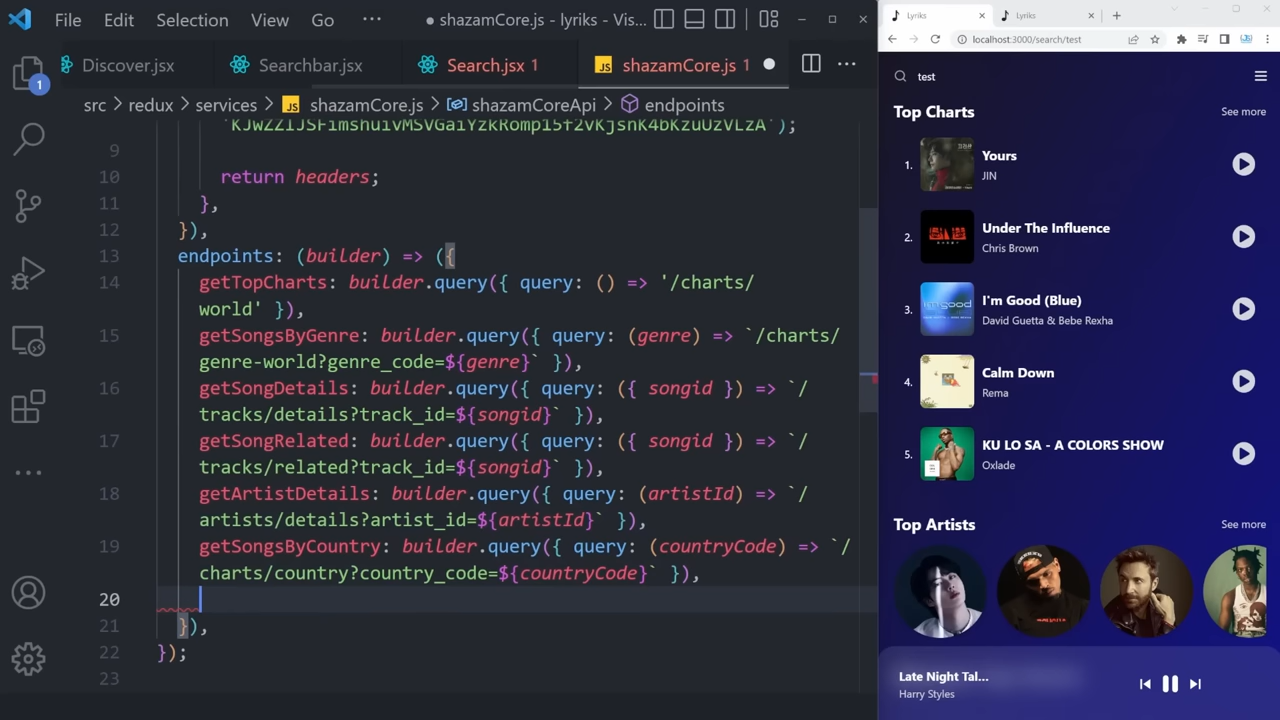 File Edit Selection View Go ··· ● shazamCore.js - lyriks - Vis...
Discover.jsx Searchbar.jsx Search.jsx 1 JS shazamCore.js 1
src > redux > services > JS shazamCore.js > shazamCoreApi > endpoints
1
9
10 return headers;
11 },
12 }),
13 endpoints: (builder) => ({
14 getTopCharts: builder.query({ query: () => '/charts/
world' }),
15 getSongsByGenre: builder.query({ query: (genre) => `/charts/
genre-world?genre_code=${genre}` }),
16 getSongDetails: builder.query({ query: ({ songid }) => `/
tracks/details?track_id=${songid}` }),
17 getSongRelated: builder.query({ query: ({ songid }) => `/
tracks/related?track_id=${songid}` }),
18 getArtistDetails: builder.query({ query: (artistId) => `/
artists/details?artist_id=${artistId}` }),
19 getSongsByCountry: builder.query({ query: (countryCode) => `/
charts/country?country_code=${countryCode}` }),
20
21 }),
22 });
23
Lyriks Lyriks
localhost:3000/search/test
test
Top Charts See more
1. Yours
JIN
2. Under The Influence
Chris Brown
3. I'm Good (Blue)
David Guetta & Bebe Rexha
4. Calm Down
Rema
5. KU LO SA - A COLORS SHOW
Oxlade
Top Artists See more
Late Night Tal...
Harry Styles